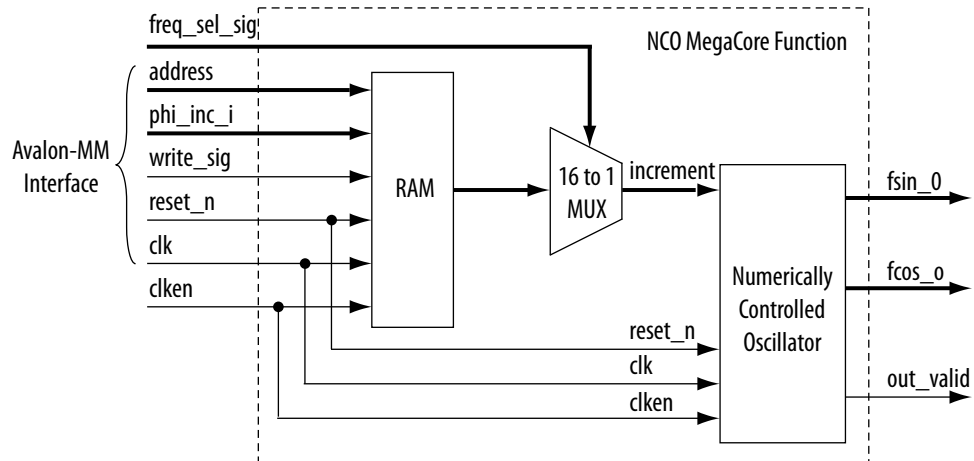 freq_sel_sig
NCO MegaCore Function
address
phi_inc_i
Avalon-MM
Interface
write_sig
reset_n
clk
clken
RAM
16 to 1
MUX
increment
Numerically
Controlled
Oscillator
reset_n
clk
clken
fsin_0
fcos_o
out_valid